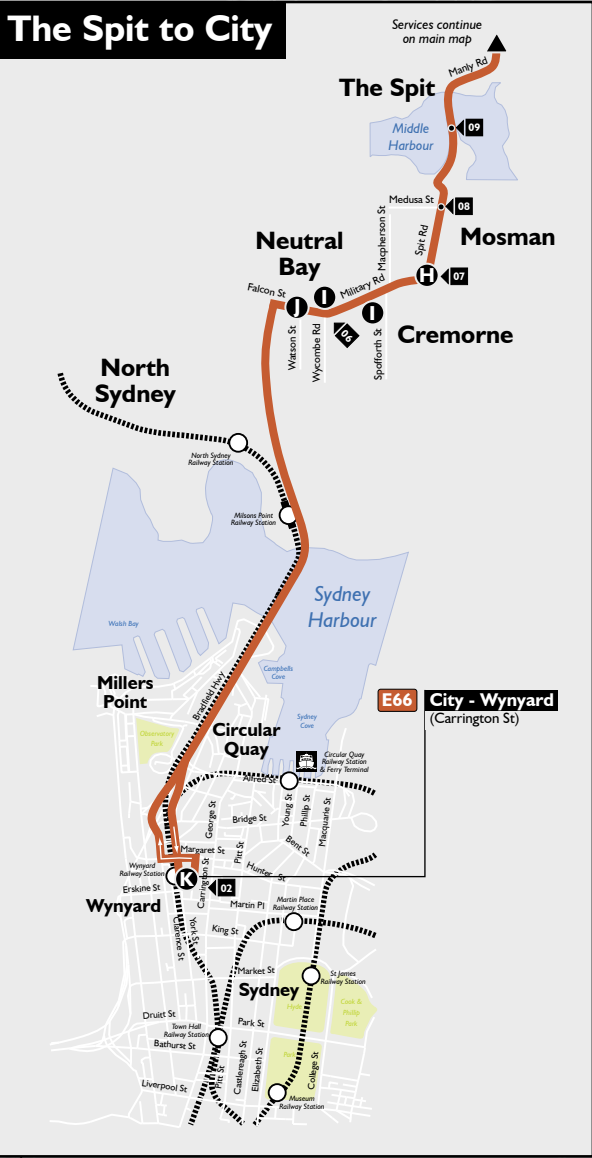 The Spit to City
Services continue
on main map
Manly Rd
The Spit
Middle
Harbour
09
Medusa St
08
Macpherson St
Spit Rd
Mosman
Neutral
Bay
H
07
Falcon St
Military Rd
J
I
I
06
Watson St
Wycombe Rd
Spofforth St
Cremorne
North
Sydney
North Sydney
Railway Station
Milsons Point
Railway Station
Sydney
Harbour
Walsh Bay
Campbells
Cove
Millers
Point
Bradfield Hwy
E66
City - Wynyard
(Carrington St)
Sydney
Cove
Observatory
Park
Circular
Quay
Circular Quay
Railway Station
& Ferry Terminal
Alfred St
George St
Bridge St
Young St
Phillip St
Macquarie St
Pitt St
Bent St
Margaret St
Hunter St
Wynyard
Railway Station
K
Carrington St
02
Erskine St
Wynyard
Martin Pl
Martin Place
Railway Station
Clarence St
York St
King St
Market St
St James
Railway Station
Sydney
Hyde
Cook &
Phillip
Park
Druitt St
Town Hall
Railway Station
Park St
Bathurst St
Park
Pitt St
Castlereagh St
Elizabeth St
College St
Liverpool St
Museum
Railway Station